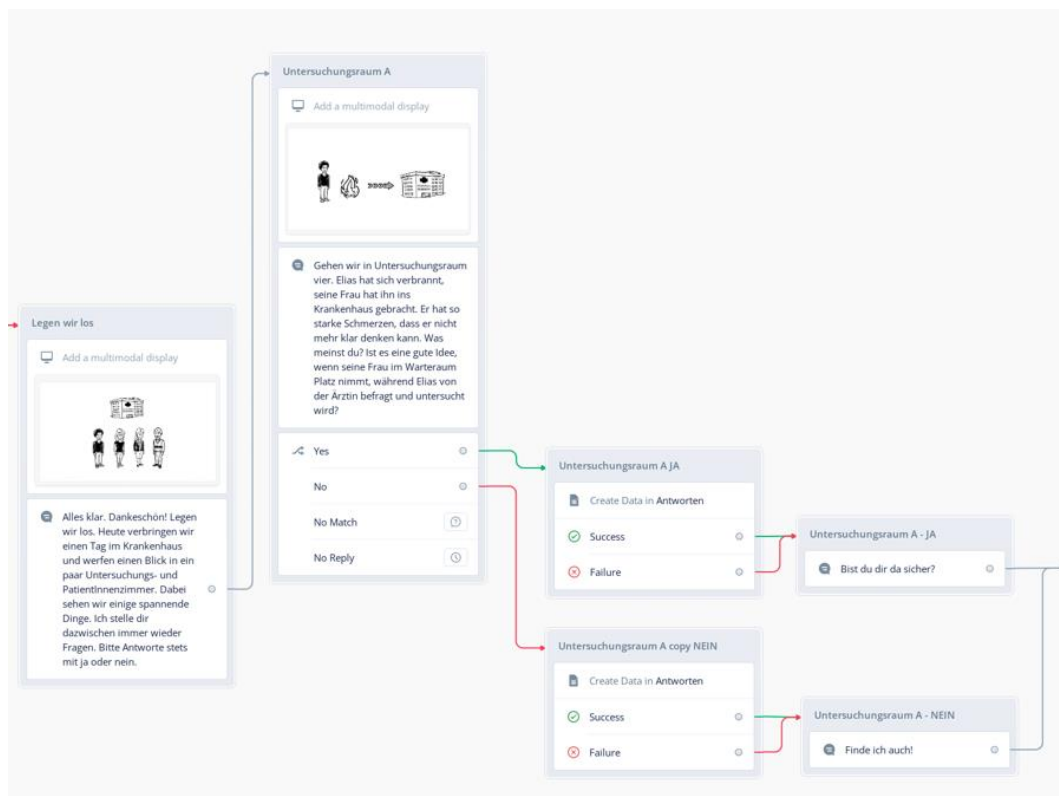 Untersuchungsraum A
Add a multimodal display
Gehen wir in Untersuchungsraum
vier. Elias hat sich verbrannt,
seine Frau hat ihn ins
Krankenhaus gebracht. Er hat so
starke Schmerzen, dass er nicht
mehr klar denken kann. Was
meinst du? Ist es eine gute Idee,
wenn seine Frau im Warteraum
Platz nimmt, während Elias von
der Ärztin befragt und untersucht
wird?
Yes
No
No Match
No Reply
Legen wir los
Add a multimodal display
Alles klar. Dankeschön! Legen
wir los. Heute verbringen wir
einen Tag im Krankenhaus
und werfen einen Blick in ein
paar Untersuchungs- und
PatientInnenzimmer. Dabei
sehen wir einige spannende
Dinge. Ich stelle dir
dazwischen immer wieder
Fragen. Bitte Antworte stets
mit ja oder nein.
Untersuchungsraum A JA
Create Data in Antworten
Success
Failure
Untersuchungsraum A - JA
Bist du dir da sicher?
Untersuchungsraum A copy NEIN
Create Data in Antworten
Success
Failure
Untersuchungsraum A - NEIN
Finde ich auch!